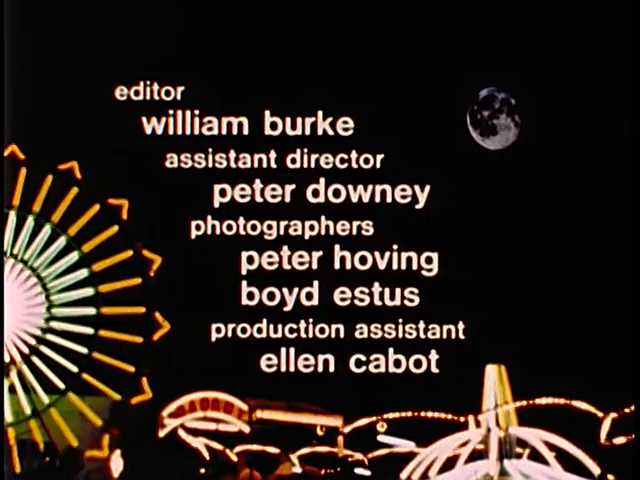 editor
william burke
assistant director
peter downey
photographers
peter hoving
boyd estus
production assistant
ellen cabot